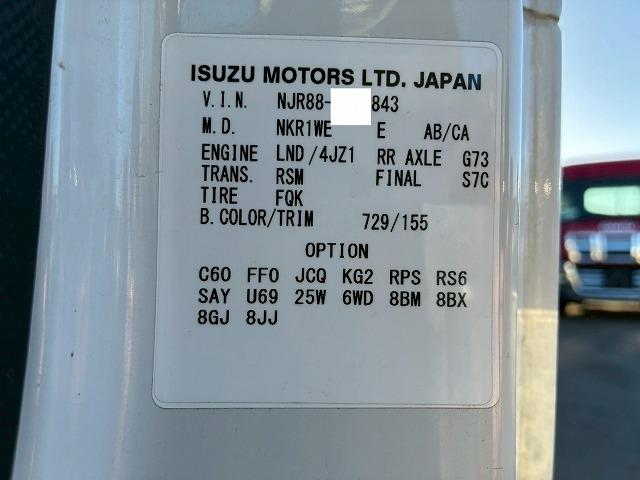 ISUZU MOTORS LTD. JAPAN
V.I.N. NJR88- 843
M.D. NKR1WE E AB/CA
ENGINE LND/4JZ1 RR AXLE G73
TRANS. RSM FINAL S7C
TIRE FQK
B.COLOR/TRIM 729/155
OPTION
C60 FF0 JCQ KG2 RPS RS6
SAY U69 25W 6WD 8BM 8BX
8GJ 8JJ